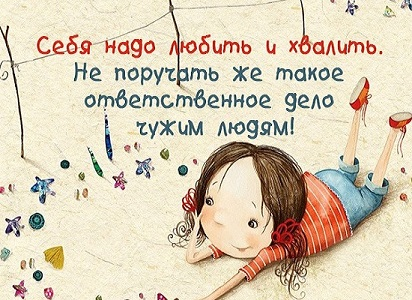 Себя надо любить и хвалить.
Не поручать же такое
ответственное дело
чужим людям!